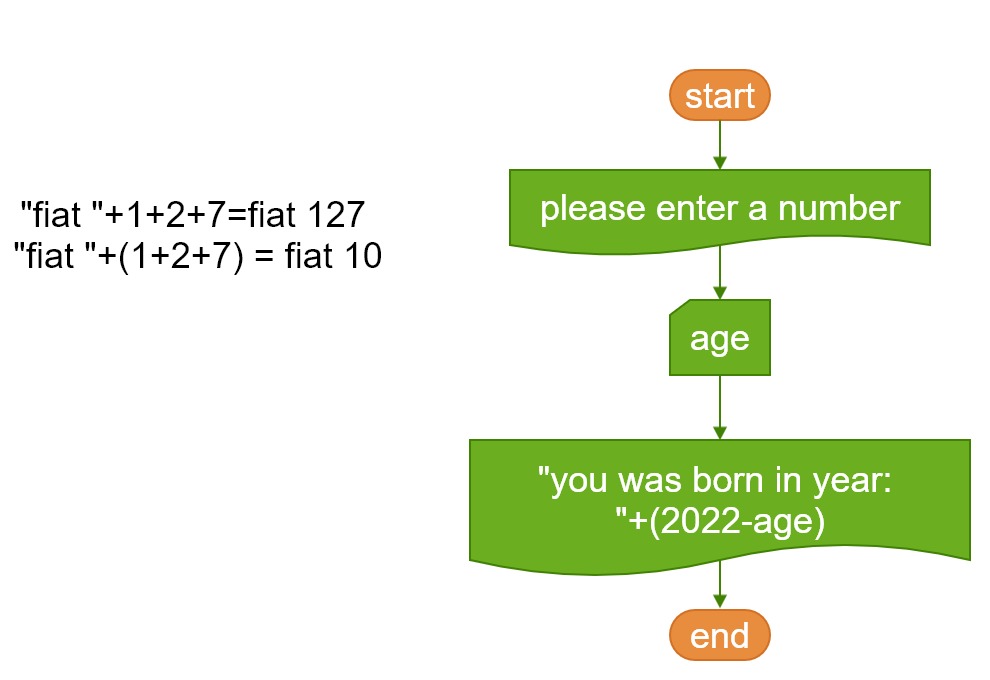 "fiat "+1+2+7=fiat 127
"fiat "+(1+2+7) = fiat 10
start
please enter a number
age
"you was born in year:
"+(2022-age)
end